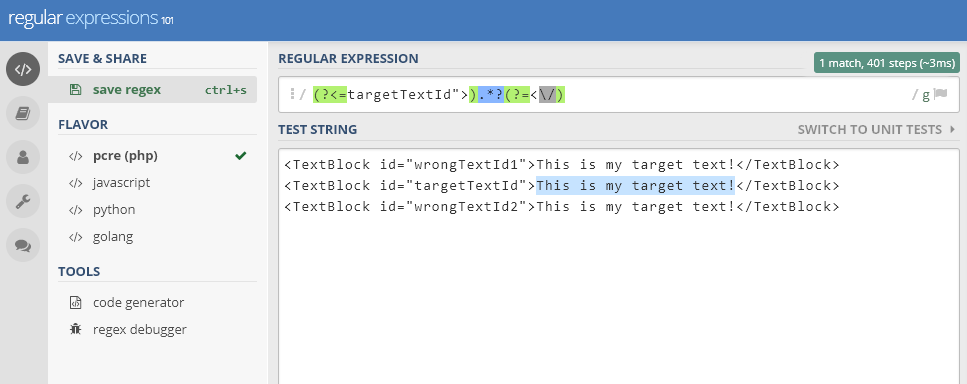 regular expressions 101
SAVE & SHARE
save regex ctrl+s
FLAVOR
</> pcre (php)
</> javascript
</> python
</> golang
TOOLS
code generator
regex debugger
REGULAR EXPRESSION
1 match, 401 steps (~3ms)
/ (?<=targetTextId">).*?(?=<\/) / g
TEST STRING
SWITCH TO UNIT TESTS
<TextBlock id="wrongTextId1">This is my target text!</TextBlock>
<TextBlock id="targetTextId">This is my target text!</TextBlock>
<TextBlock id="wrongTextId2">This is my target text!</TextBlock>